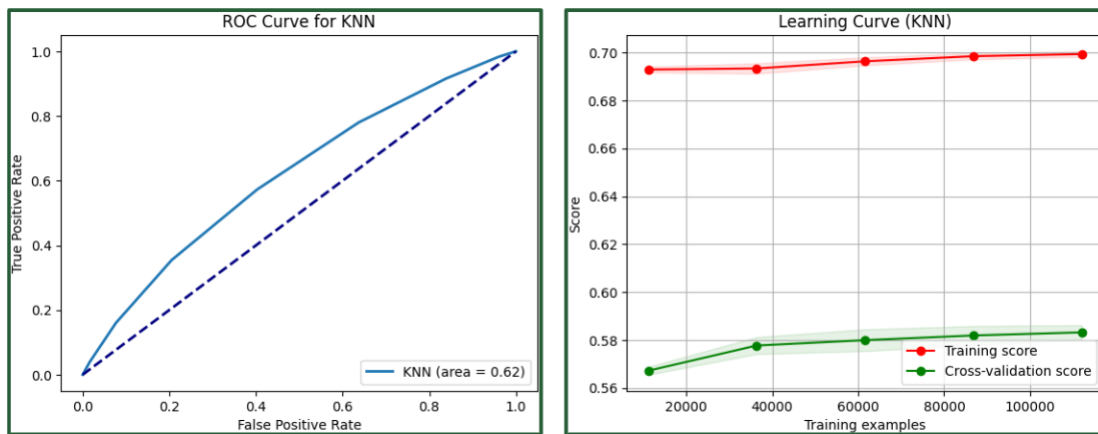 ROC Curve for KNN
1.0
0.8
0.6
0.4
0.2
0.0
True Positive Rate
0.0 0.2 0.4 0.6 0.8 1.0
False Positive Rate
KNN (area = 0.62)
Learning Curve (KNN)
0.70
0.68
0.66
0.64
0.62
0.60
0.58
0.56
Score
20000 40000 60000 80000 100000
Training examples
Training score
Cross-validation score